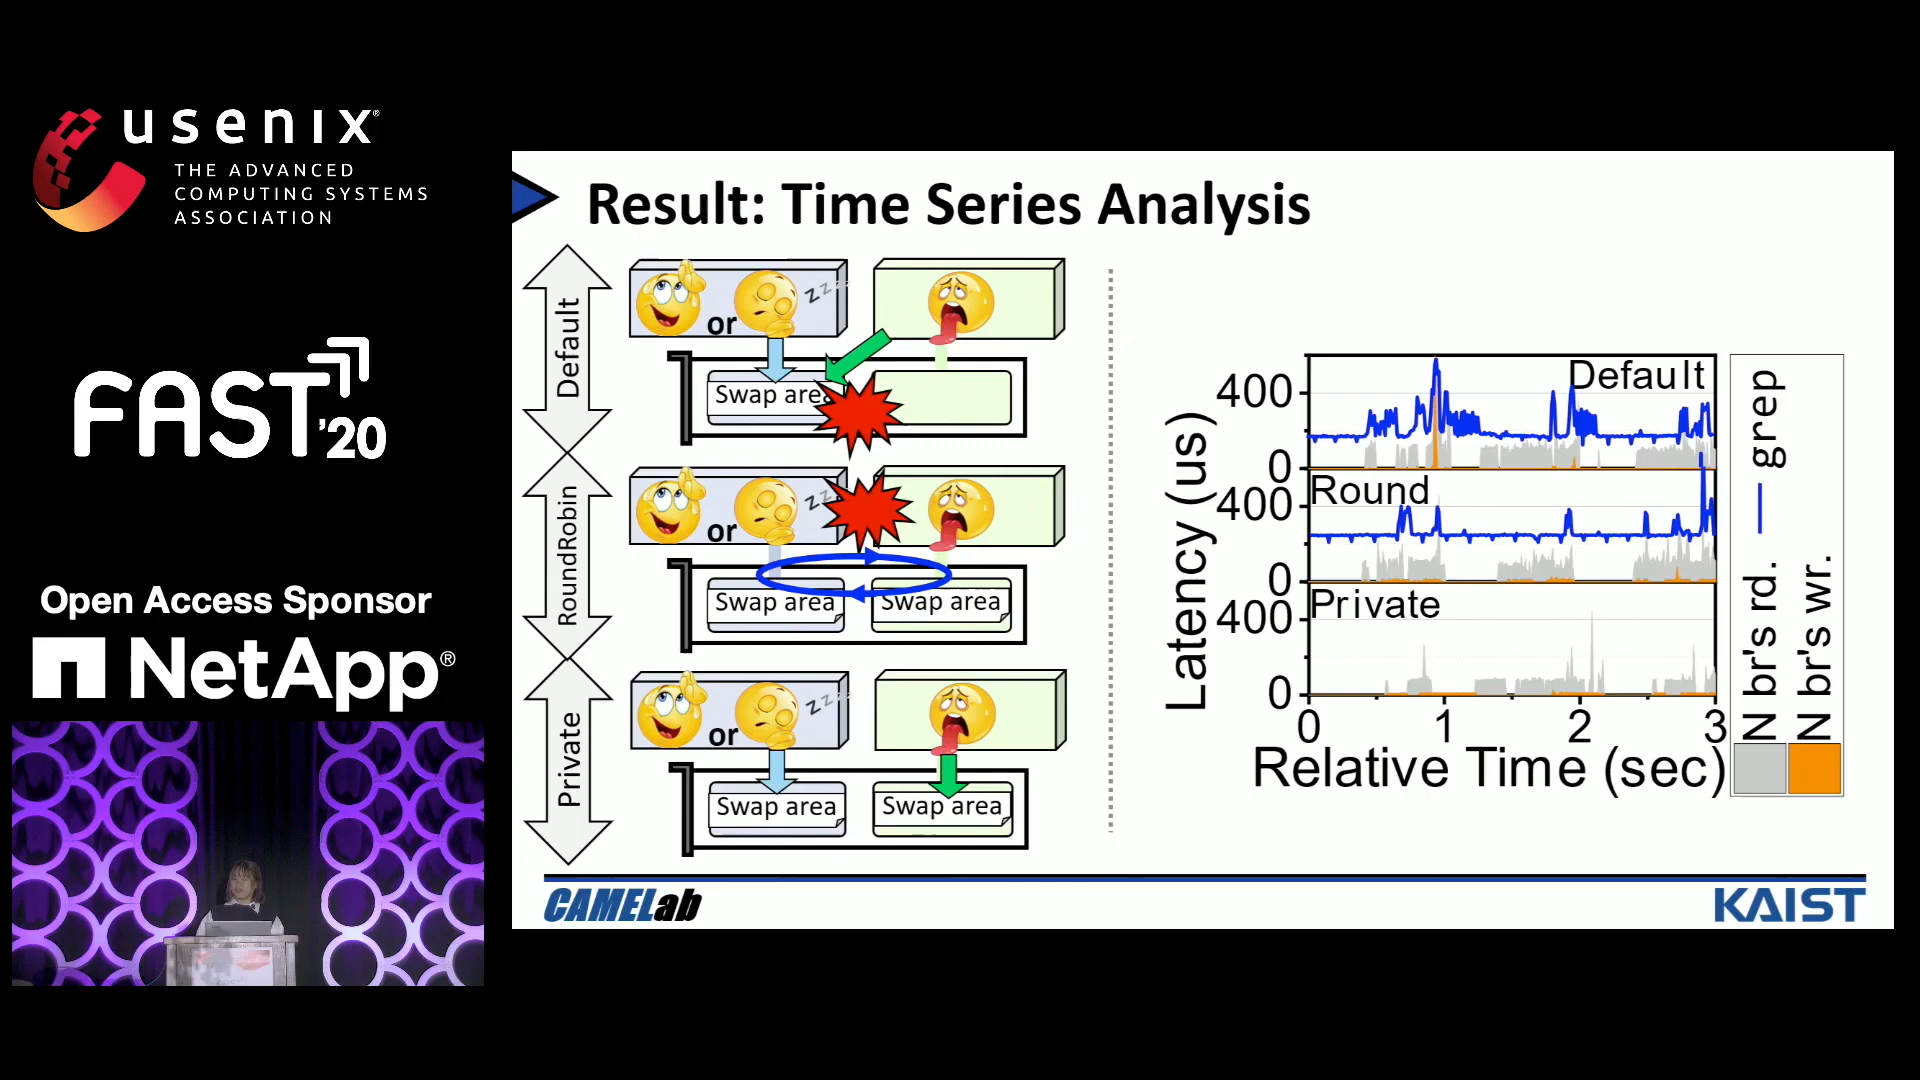 usenix®
THE ADVANCED
COMPUTING SYSTEMS
ASSOCIATION
FAST '20
Open Access Sponsor
NetApp®
Result: Time Series Analysis
Default
or
zzzz
Swap area
RoundRobin
or
zzz
Swap area
Swap area
Private
or
zzzz
Swap area
Swap area
Latency (us)
400
0
Default
400
0
Round
400
0
Private
0
1
2
3
Relative Time (sec)
grep
N br's rd.
N br's wr.
CAMELab
KAIST